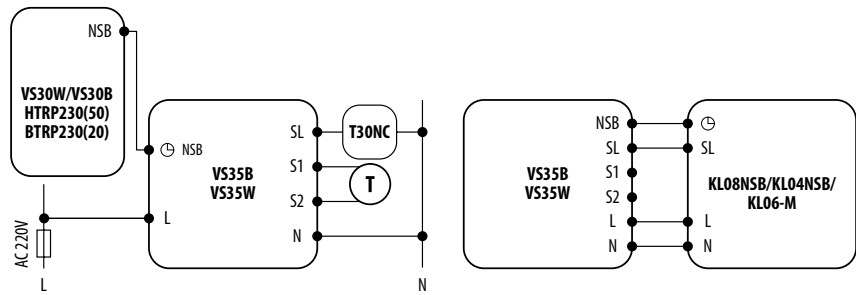 NSB
VS30W/VS30B
HTRP230(50)
BTRP230(20)
NSB
L
VS35B
VS35W
SL
S1
S2
N
T30NC
T
AC 220V
L
N
VS35B
VS35W
NSB
SL
S1
S2
L
N
SL
L
N
KL08NSB/KL04NSB/
KL06-M